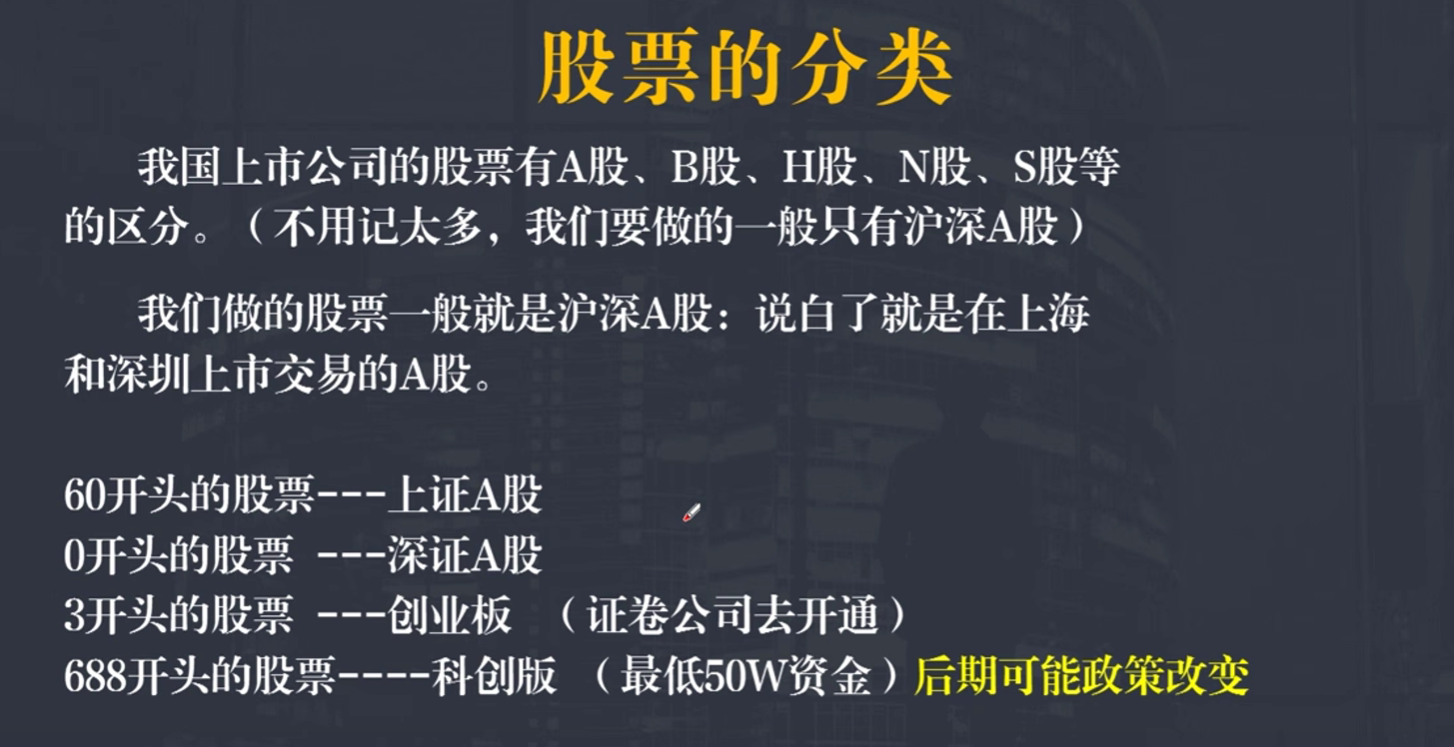 股票的分类
我国上市公司的股票有A股、B股、H股、N股、S股等
的区分。（不用记太多，我们要做的一般只有沪深A股）
我们做的股票一般就是沪深A股：说白了就是在上海
和深圳上市交易的A股。
60开头的股票---上证A股
0开头的股票 ---深证A股
3开头的股票 ---创业板 （证卷公司去开通）
688开头的股票----科创版 （最低50W资金）后期可能政策改变